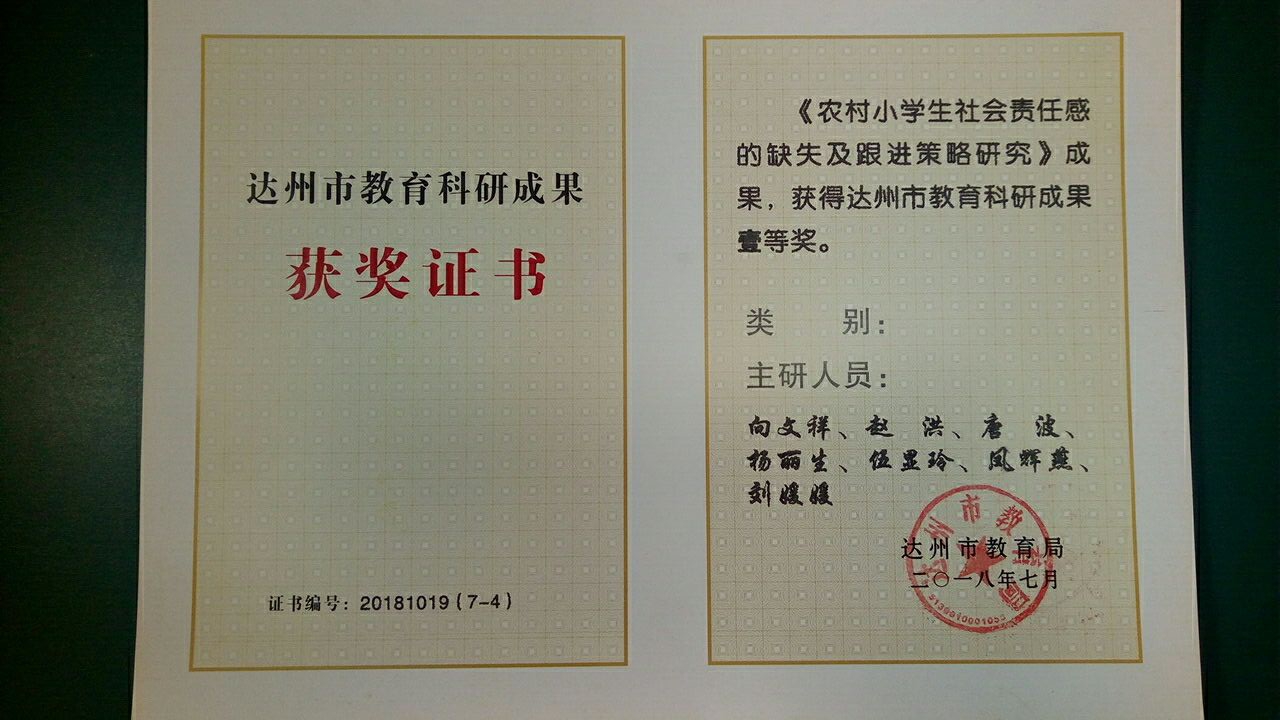 达州市教育科研成果
获奖证书
证书编号：20181019（7-4）
《农村小学生社会责任感
的缺失及跟进策略研究》成
果，获得达州市教育科研成果
壹等奖。
类　　别：
主研人员：
向文祥、赵　洪、唐　波、
杨丽生、伍显玲、凤辉燕、
刘媛媛
达州市教育局
二〇一八年七月